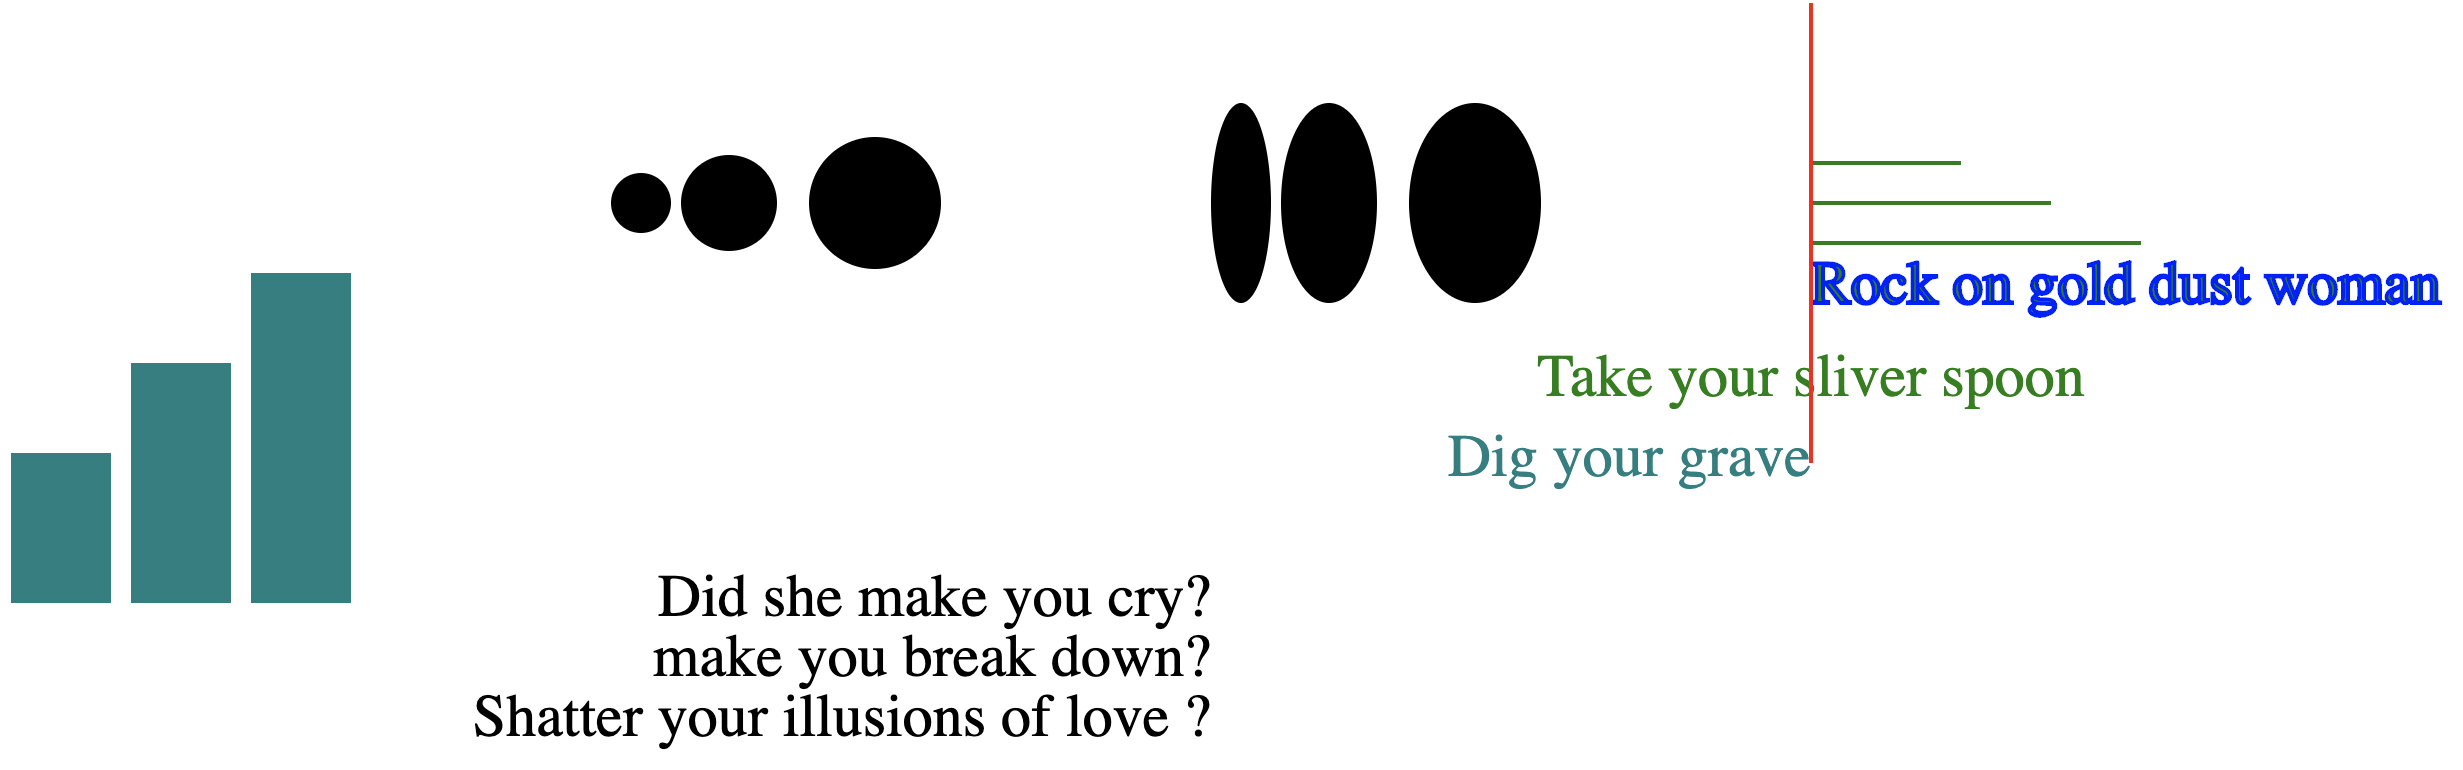 Rock on gold dust woman
Take your sliver spoon
Dig your grave
Did she make you cry?
make you break down?
Shatter your illusions of love ?